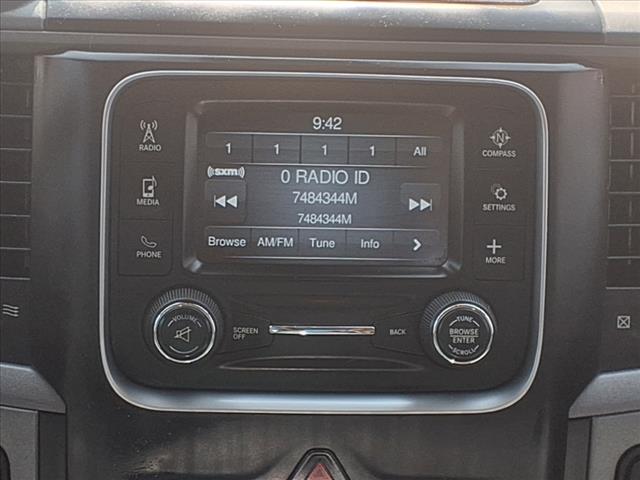 9:42
1 1 1 1 All
((sxm))
0 RADIO ID
7484344M
7484344M
Browse AM/FM Tune Info
RADIO
MEDIA
PHONE
N
COMPASS
SETTINGS
MORE
VOLUME
SCREEN
OFF
BACK
TUNE
BROWSE
ENTER
SCROLL